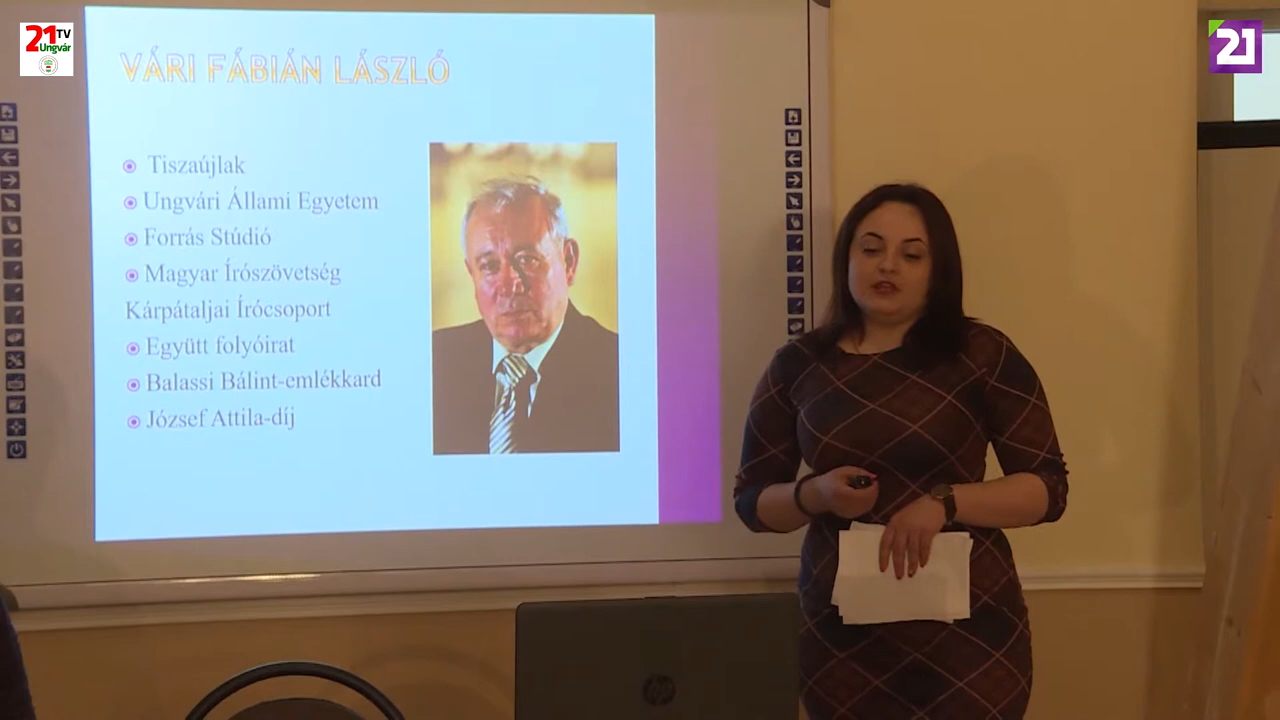 21 TV
Ungvár
21
VÁRI FÁBIÁN LÁSZLÓ
Tiszaújlak
Ungvári Állami Egyetem
Forrás Stúdió
Magyar Írószövetség
Kárpátaljai Írócsoport
Együtt folyóirat
Balassi Bálint-emlékkard
József Attila-díj
hp